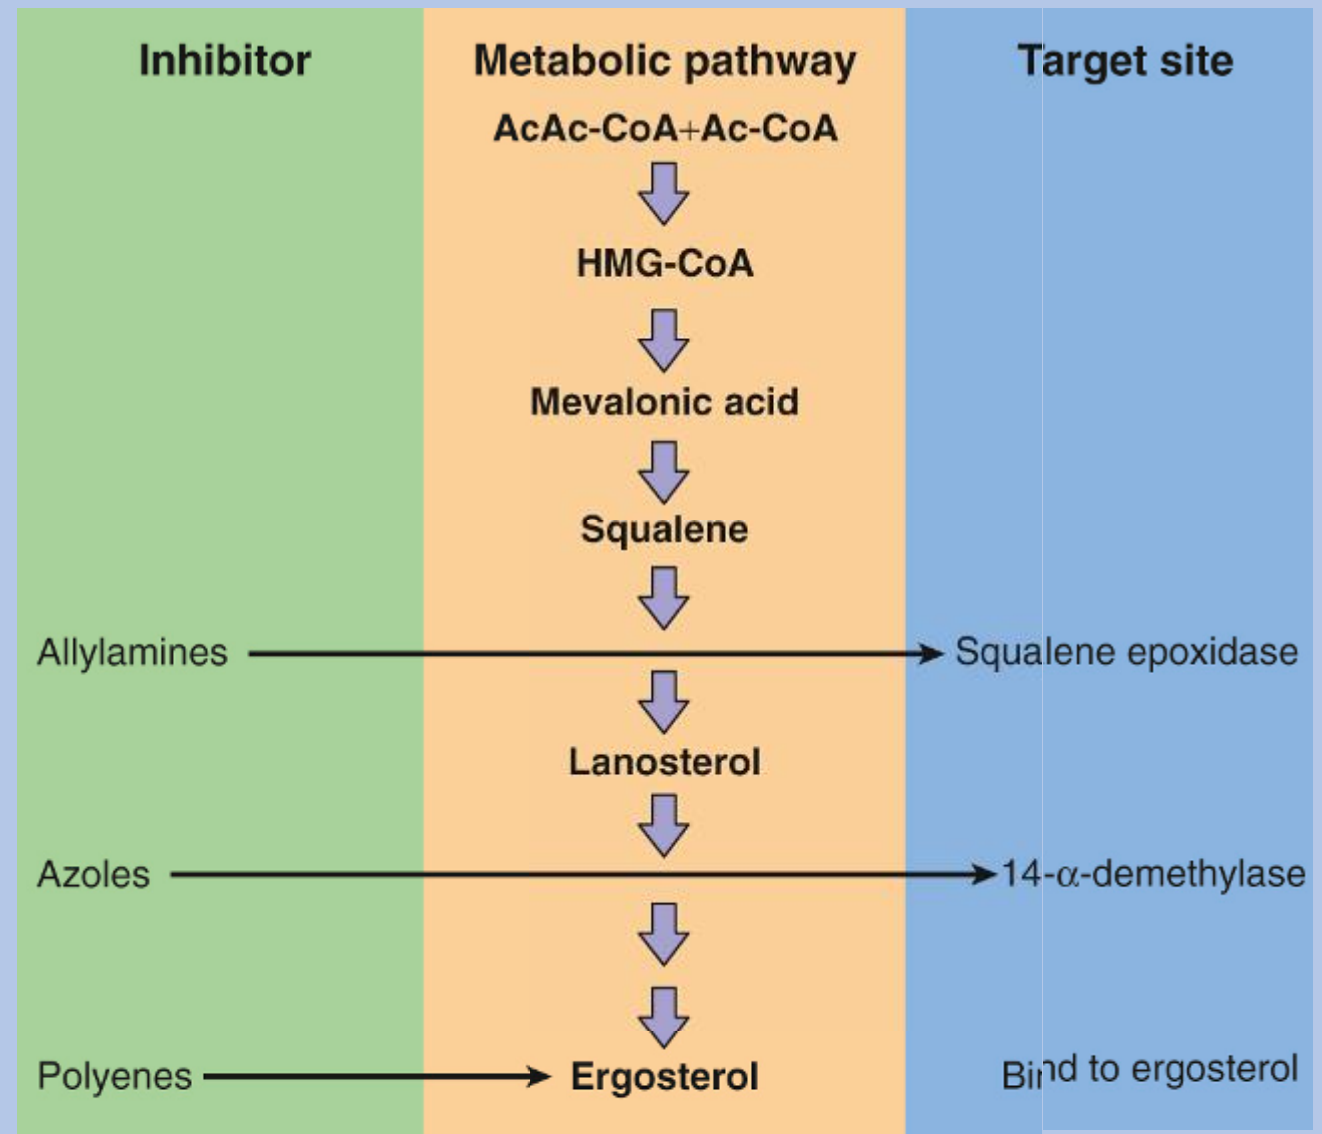 Inhibitor Metabolic pathway Target site
AcAc-CoA+Ac-CoA
HMG-CoA
Mevalonic acid
Squalene
Allylamines Squalene epoxidase
Lanosterol
Azoles 14-α-demethylase
Polyenes Ergosterol Bind to ergosterol